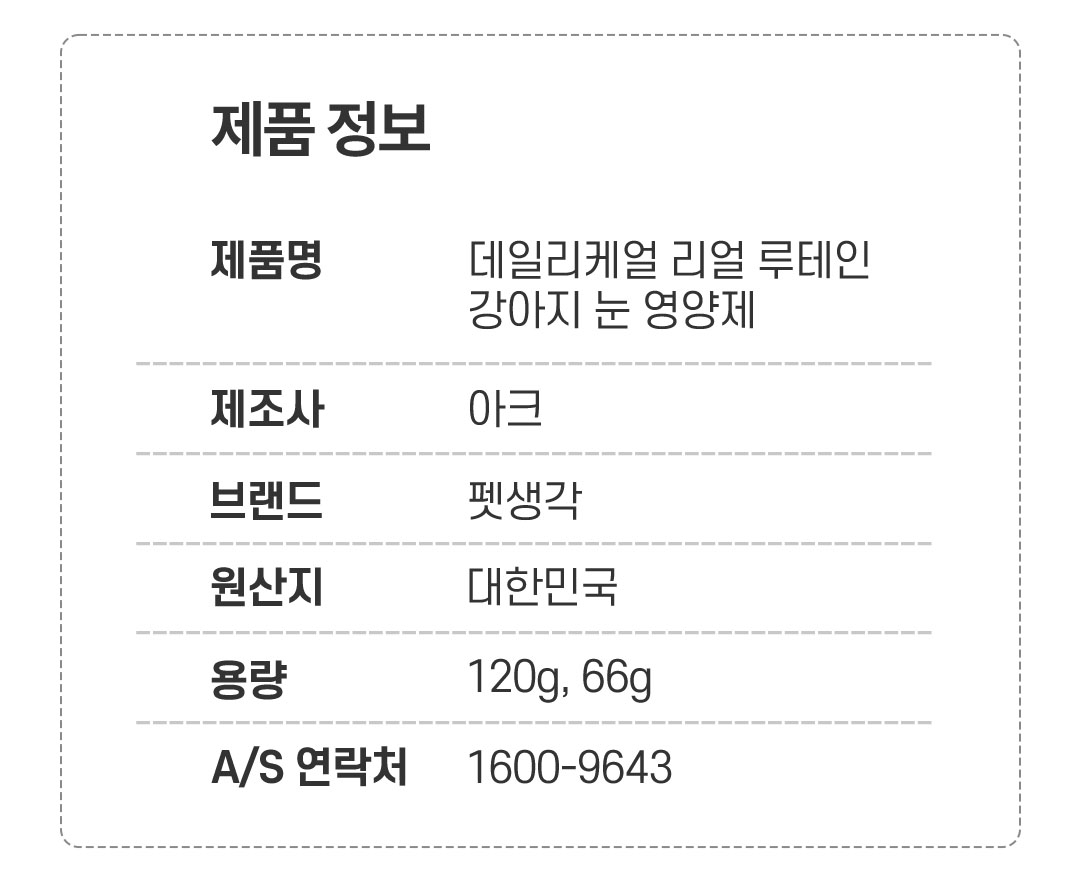 제품 정보
제품명 데일리케얼 리얼 루테인
강아지 눈 영양제
제조사 아크
브랜드 펫생각
원산지 대한민국
용량 120g, 66g
A/S 연락처 1600-9643